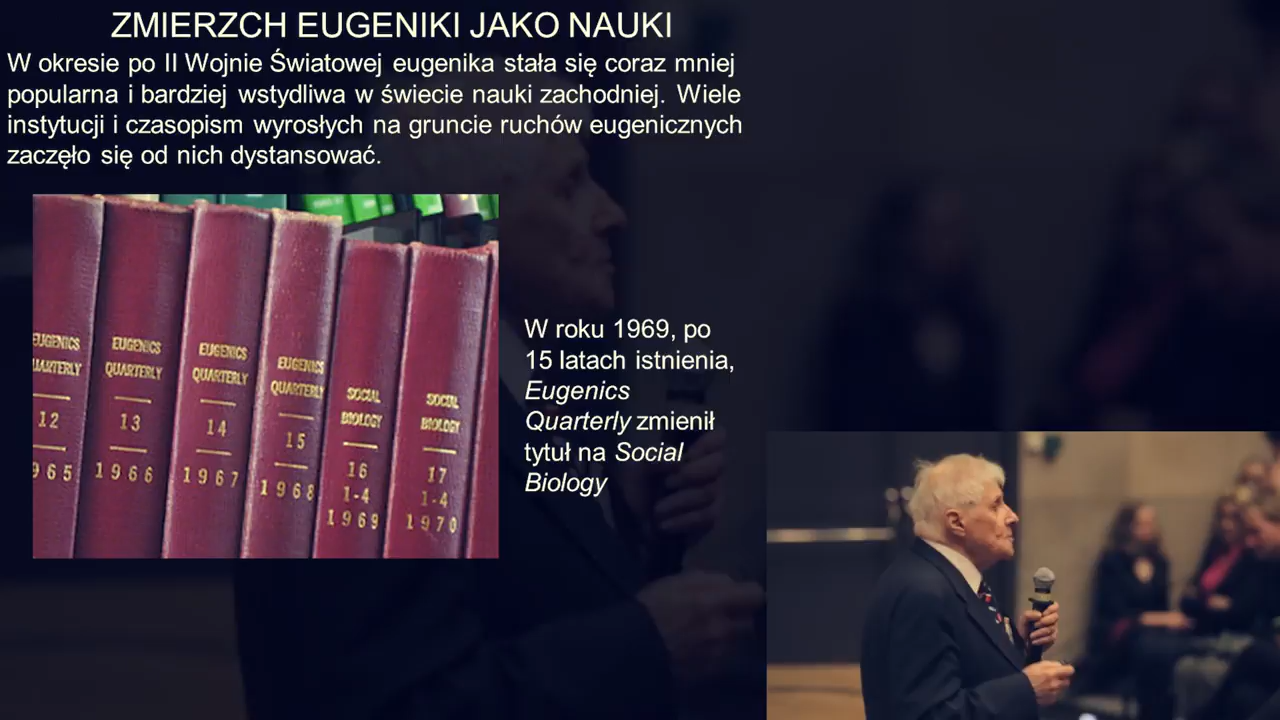 ZMIERZCH EUGENIKI JAKO NAUKI
W okresie po II Wojnie Światowej eugenika stała się coraz mniej
popularna i bardziej wstydliwa w świecie nauki zachodniej. Wiele
instytucji i czasopism wyrosłych na gruncie ruchów eugenicznych
zaczęło się od nich dystansować.
EUGENICS
QUARTERLY
12
965
EUGENICS
QUARTERLY
13
1966
EUGENICS
QUARTERLY
14
1967
EUGENICS
QUARTERLY
15
1968
SOCIAL
BIOLOGY
16
1-4
1969
SOCIAL
BIOLOGY
17
1-4
1970
W roku 1969, po
15 latach istnienia,
Eugenics
Quarterly zmienił
tytuł na Social
Biology